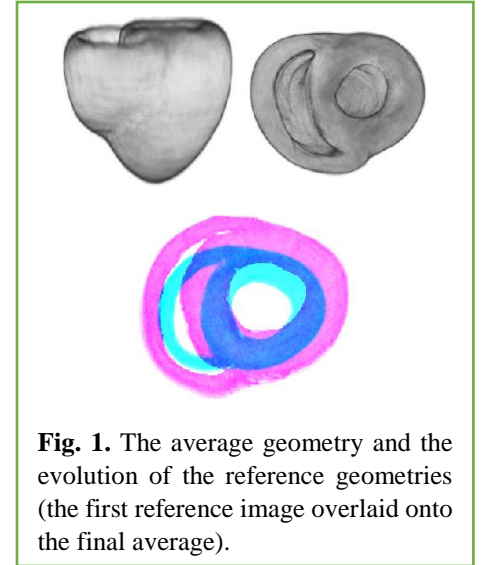 Fig. 1. The average geometry and the
evolution of the reference geometries
(the first reference image overlaid onto
the final average).